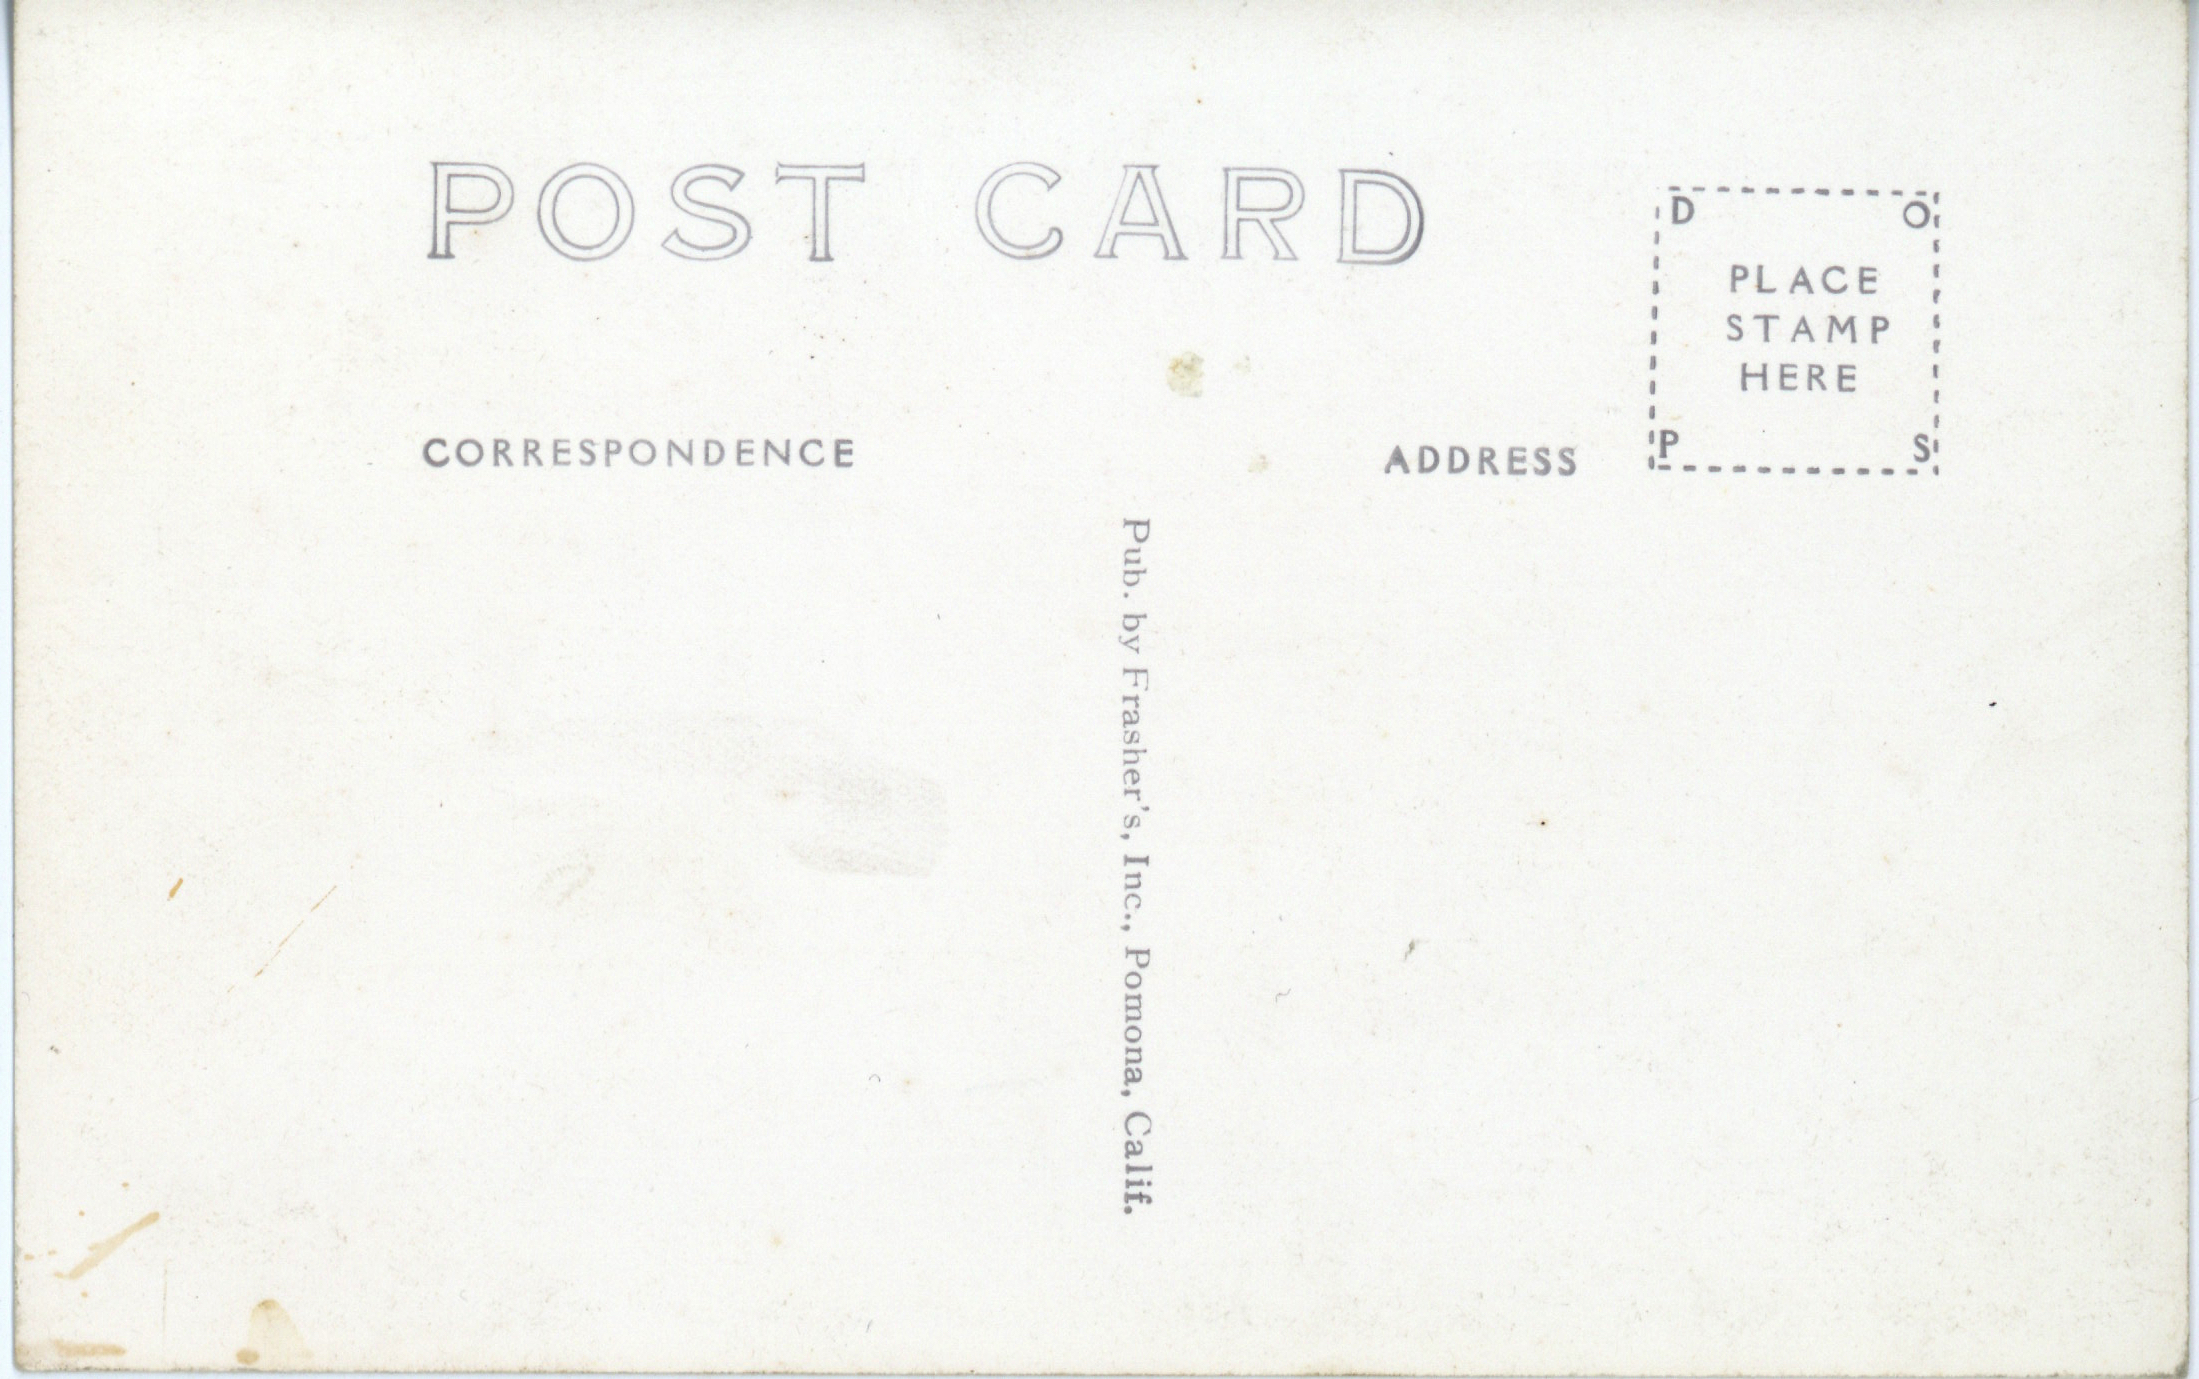 POST CARD
D O
PLACE
STAMP
HERE
P S
CORRESPONDENCE
ADDRESS
Pub. by Frasher's, Inc., Pomona, Calif.